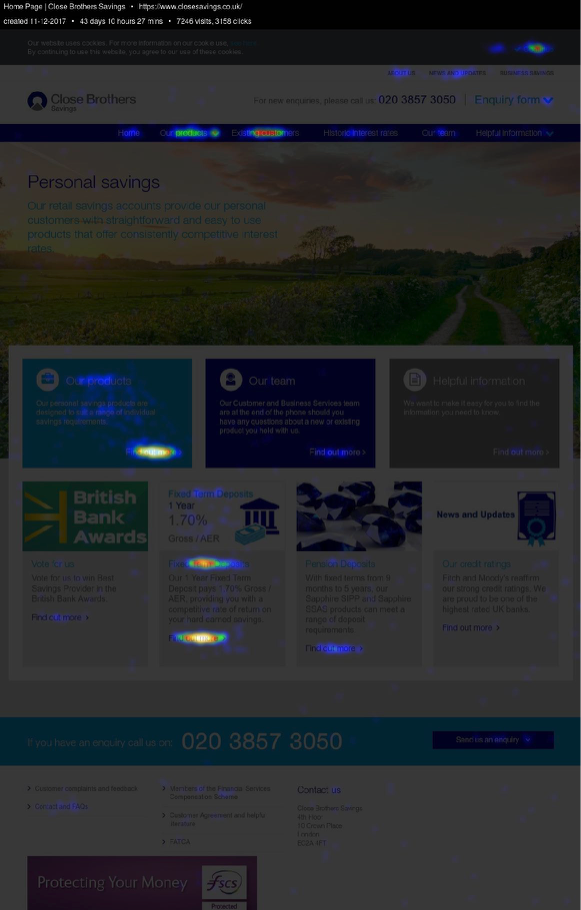 Home Page | Close Brothers Savings • https://www.closesavings.co.uk/
created 11-12-2017 • 43 days 10 hours 27 mins • 7246 visits, 3158 clicks
Our website uses cookies. For more information on our cookie use,
By continuing to use this website, you agree to our use of these cookies.
ABOUT US NEWS AND UPDATES BUSINESS SAVINGS
Close Brothers
Savings
For new enquiries, please call us: 020 3857 3050 Enquiry form
Home Our products Existing customers Historic interest rates Our team Helpful information
Personal savings
Our retail savings accounts provide our personal
customers with straightforward and easy to use
products that offer consistently competitive interest
rates.
Our products
Our personal savings products are
designed to suit a range of individual
savings requirements.
Find out more
Our team
Our Customer and Business Services team
are at the end of the phone should you
have any questions about a new or existing
product you hold with us.
Find out more >
Helpful information
We want to make it easy for you to find the
information you need to know.
Find out more >
British
Bank
Awards
Vote for us
Vote for us to win Best
Savings Provider in the
British Bank Awards.
Find out more >
Fixed Term Deposits
1 Year
1.70%
Gross / AER
Fixed Term Deposits
Our 1 Year Fixed Term
Deposit pays 1.70% Gross /
AER, providing you with a
competitive rate of return on
your hard earned savings.
Find out more
Pension Deposits
With fixed terms from 9
months to 5 years, our
Sapphire SIPP and Sapphire
SSAS products can meet a
range of deposit
requirements.
Find out more >
News and Updates
Our credit ratings
Fitch and Moody's reaffirm
our strong credit ratings. We
are proud to be one of the
highest rated UK banks.
Find out more >
If you have an enquiry call us on: 020 3857 3050
Send us an enquiry
Customer complaints and feedback
Contact and FAQs
Members of the Financial Services
Compensation Scheme
Customer Agreement and help to
FATCA
Contact us
Close Brothers Savings
4th Floor
10 Crown Place
London
EC2A 4FT
Protecting Your Money
fscs
Protected